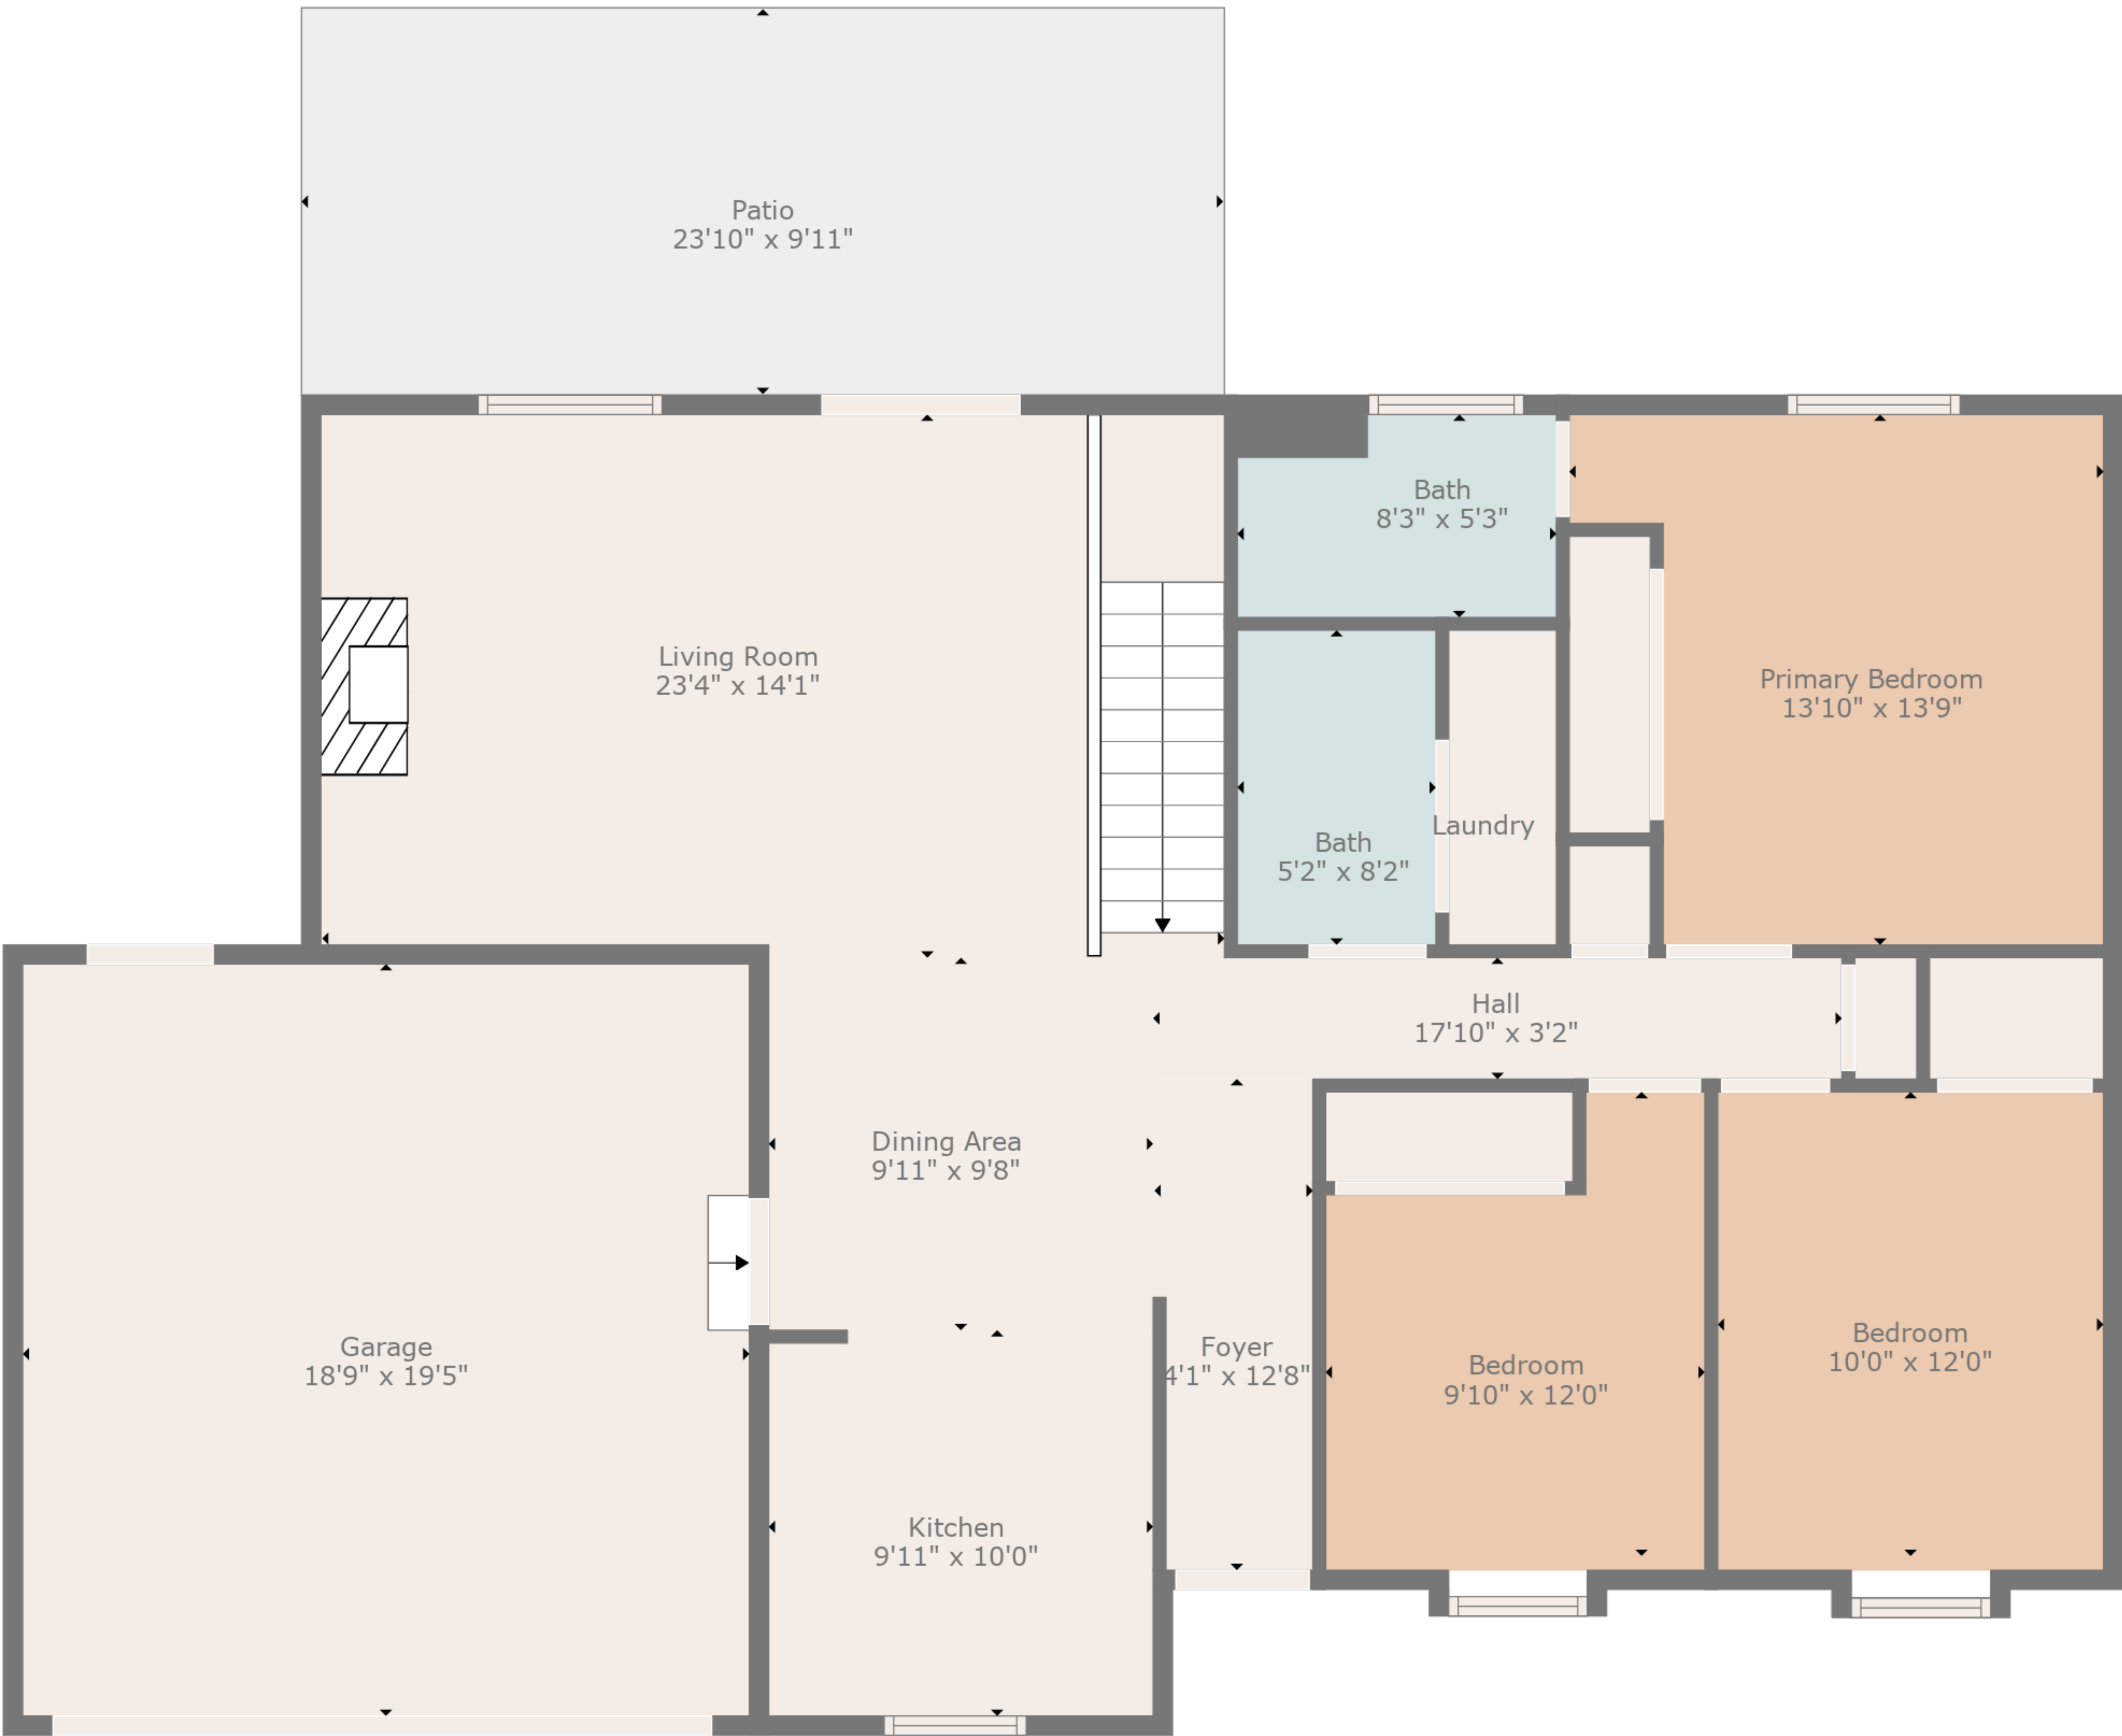 Patio
23'10" x 9'11"
Bath
8'3" x 5'3"
Living Room
23'4" x 14'1"
Primary Bedroom
13'10" x 13'9"
Laundry
Bath
5'2" x 8'2"
Hall
17'10" x 3'2"
Dining Area
9'11" x 9'8"
Garage
18'9" x 19'5"
Foyer
4'1" x 12'8"
Bedroom
9'10" x 12'0"
Bedroom
10'0" x 12'0"
Kitchen
9'11" x 10'0"